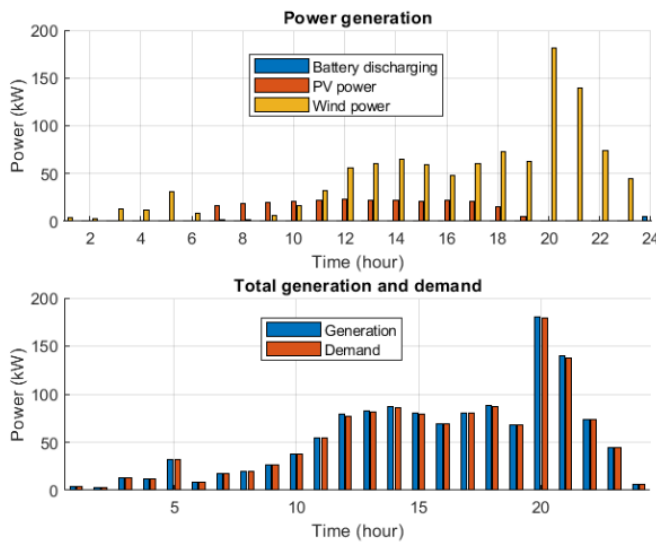 Power generation
200
150
100
50
0
Power (kW)
Battery discharging
PV power
Wind power
2 4 6 8 10 12 14 16 18 20 22 24
Time (hour)
Total generation and demand
200
150
100
50
0
Power (kW)
Generation
Demand
5 10 15 20
Time (hour)